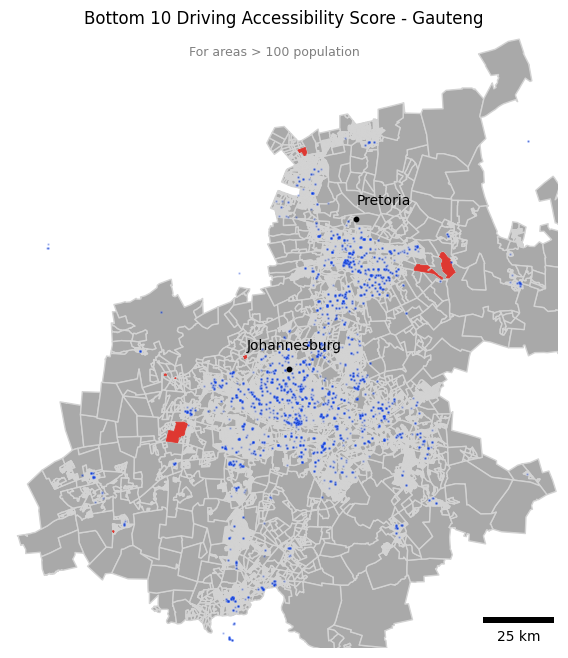 Bottom 10 Driving Accessibility Score - Gauteng
For areas > 100 population
Pretoria
Johannesburg
25 km